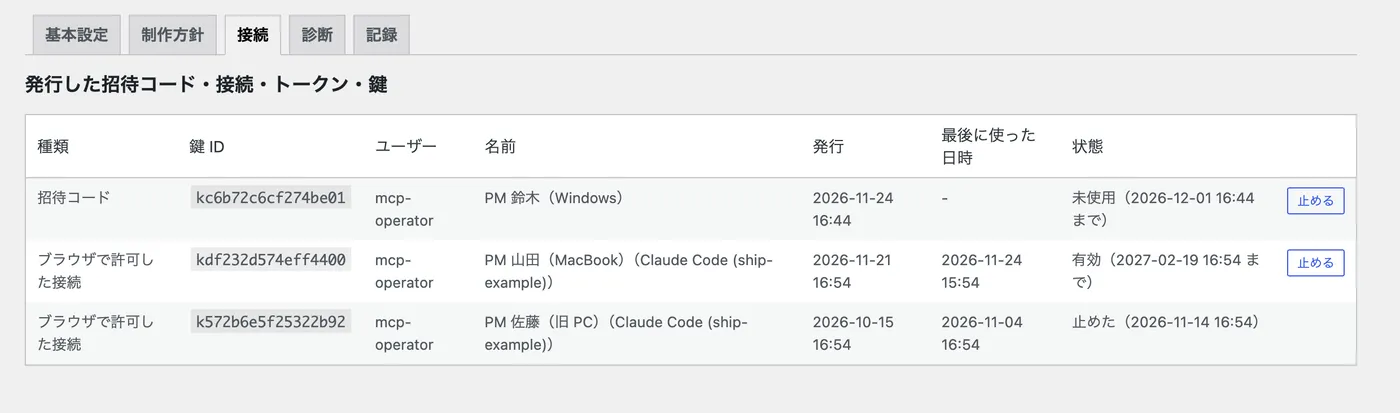 基本設定
制作方針
接続
診断
記録
発行した招待コード・接続・トークン・鍵
種類 鍵 ID ユーザー 名前 発行 最後に使った
日時 状態
招待コード kc6b72c6cf274be01 mcp-
operator PM 鈴木（Windows） 2026-11-24
16:44 - 未使用（2026-12-01 16:44
まで） 止める
ブラウザで許可し
た接続 kdf232d574eff4400 mcp-
operator PM 山田（MacBook）（Claude Code (ship-
example)） 2026-11-21
16:54 2026-11-24
15:54 有効（2027-02-19 16:54 ま
で） 止める
ブラウザで許可し
た接続 k572b6e5f25322b92 mcp-
operator PM 佐藤（旧 PC）（Claude Code (ship-
example)） 2026-10-15
16:54 2026-11-04
16:54 止めた（2026-11-14 16:54）